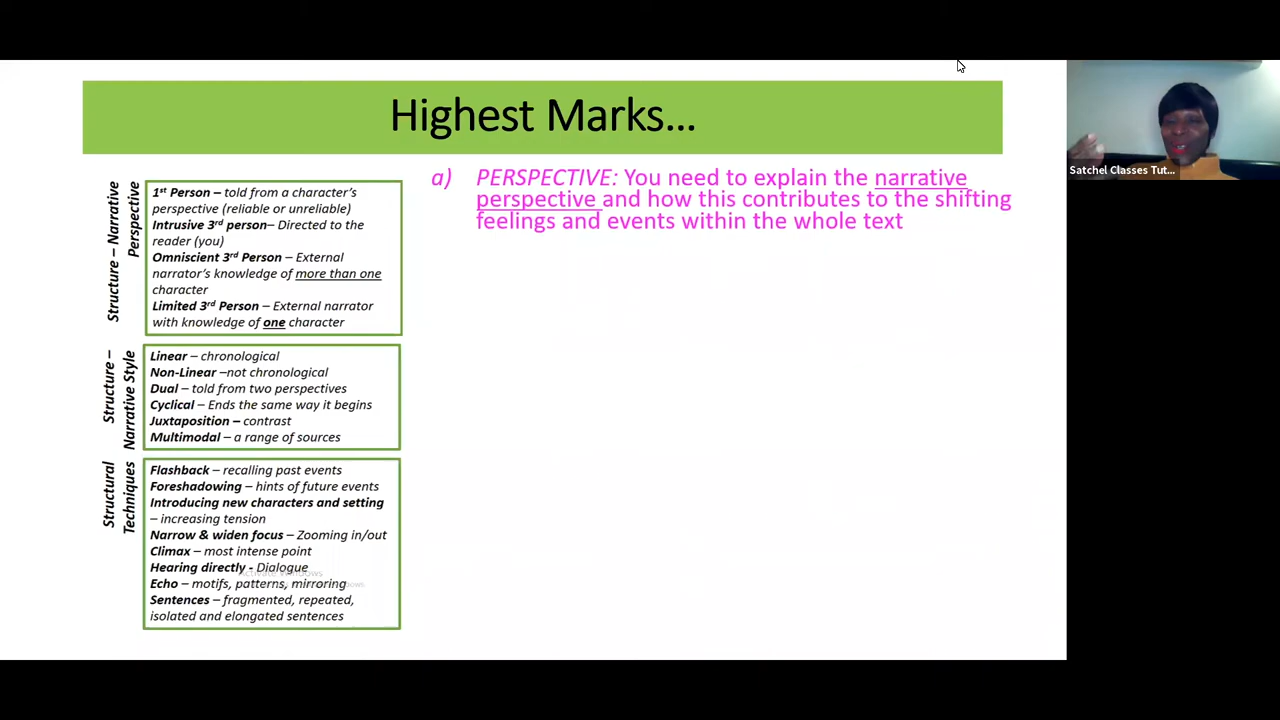 Highest Marks...
Satchel Classes Tut...
a) PERSPECTIVE: You need to explain the narrative
perspective and how this contributes to the shifting
feelings and events within the whole text
Structure – Narrative
Perspective
1st Person – told from a character's
perspective (reliable or unreliable)
Intrusive 3rd person– Directed to the
reader (you)
Omniscient 3rd Person – External
narrator's knowledge of more than one
character
Limited 3rd Person – External narrator
with knowledge of one character
Structure –
Narrative Style
Linear – chronological
Non-Linear –not chronological
Dual – told from two perspectives
Cyclical – Ends the same way it begins
Juxtaposition – contrast
Multimodal – a range of sources
Structural
Techniques
Flashback – recalling past events
Foreshadowing – hints of future events
Introducing new characters and setting
– increasing tension
Narrow & widen focus – Zooming in/out
Climax – most intense point
Hearing directly - Dialogue
Activate Windows
Echo – motifs, patterns, mirroring
Sentences – fragmented, repeated,
isolated and elongated sentences